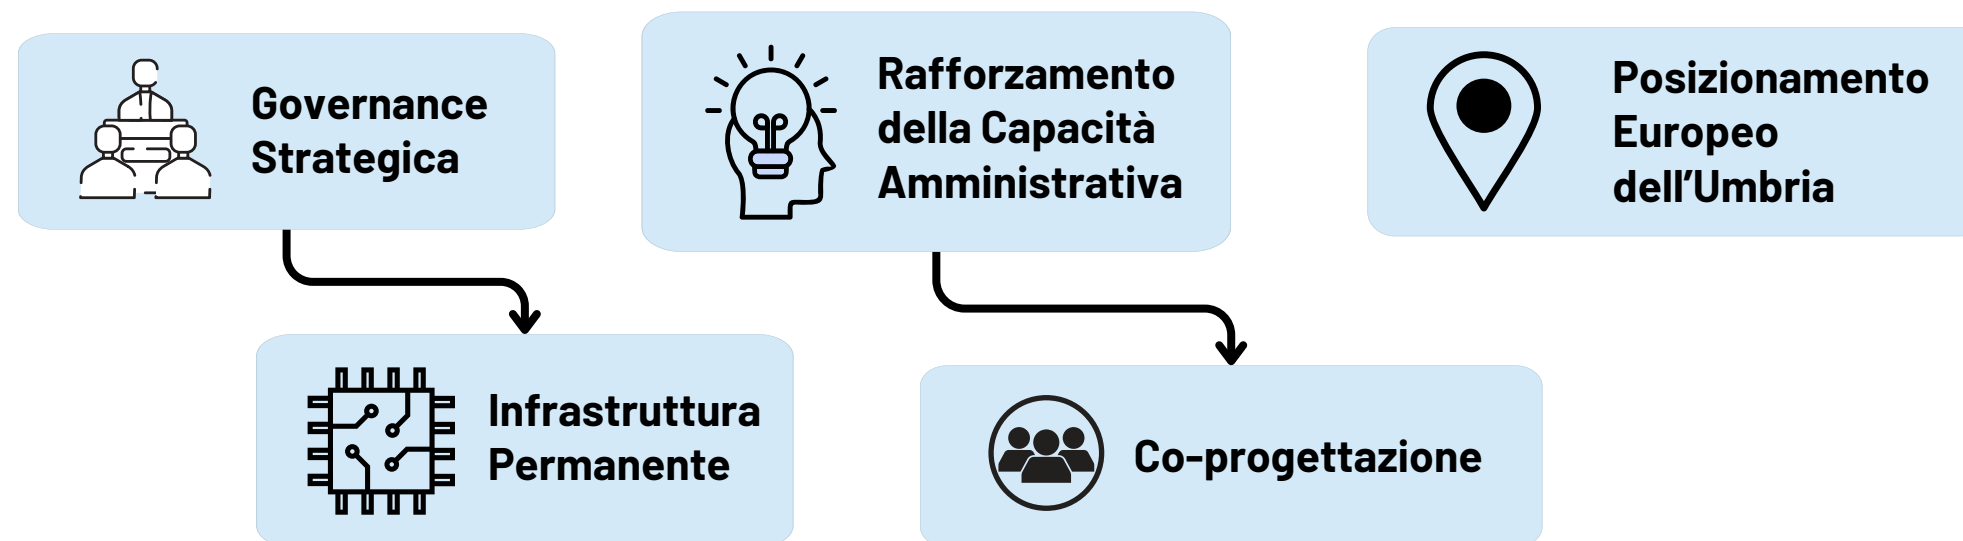 Governance
Strategica
Rafforzamento
della Capacità
Amministrativa
Posizionamento
Europeo
dell’Umbria
Infrastruttura
Permanente
Co-progettazione